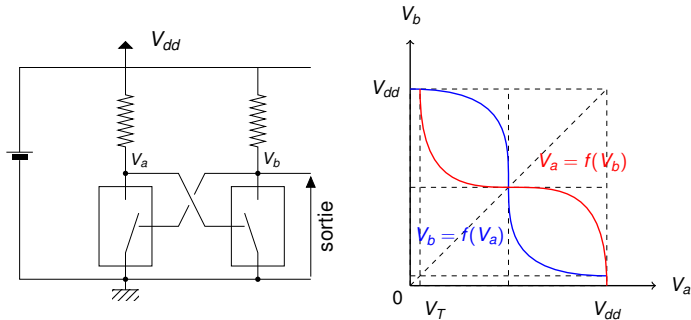 V_dd
V_a
V_b
sortie
V_b
V_dd
V_a = f(V_b)
V_b = f(V_a)
0
V_T
V_dd
V_a